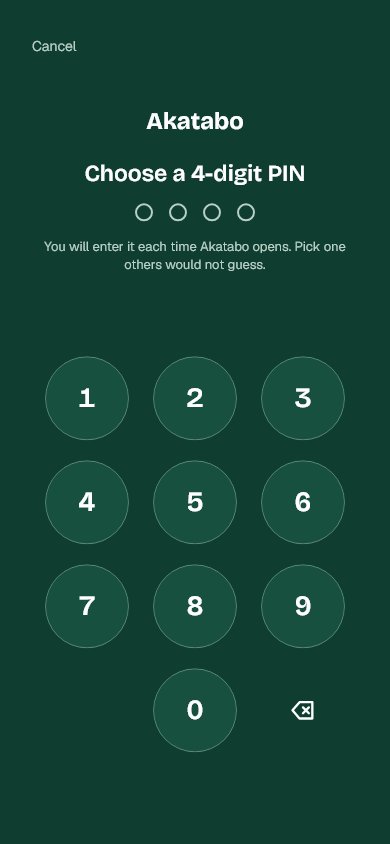 Cancel
Akatabo
Choose a 4-digit PIN
You will enter it each time Akatabo opens. Pick one
others would not guess.
1 2 3
4 5 6
7 8 9
0